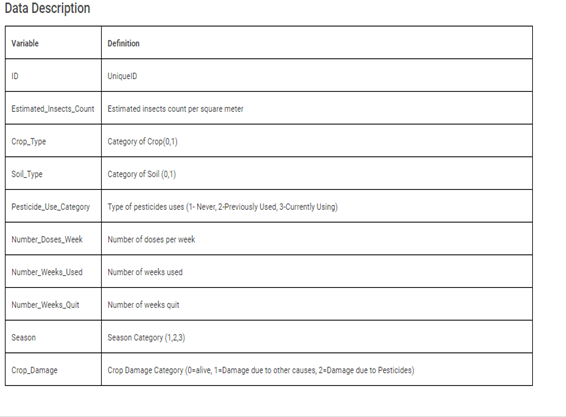 Data Description
Variable Definition
ID UniqueID
Estimated_Insects_Count Estimated insects count per square meter
Crop_Type Category of Crop(0,1)
Soil_Type Category of Soil (0,1)
Pesticide_Use_Category Type of pesticides uses (1- Never, 2-Previously Used, 3-Currently Using)
Number_Doses_Week Number of doses per week
Number_Weeks_Used Number of weeks used
Number_Weeks_Quit Number of weeks quit
Season Season Category (1,2,3)
Crop_Damage Crop Damage Category (0=alive, 1=Damage due to other causes, 2=Damage due to Pesticides)